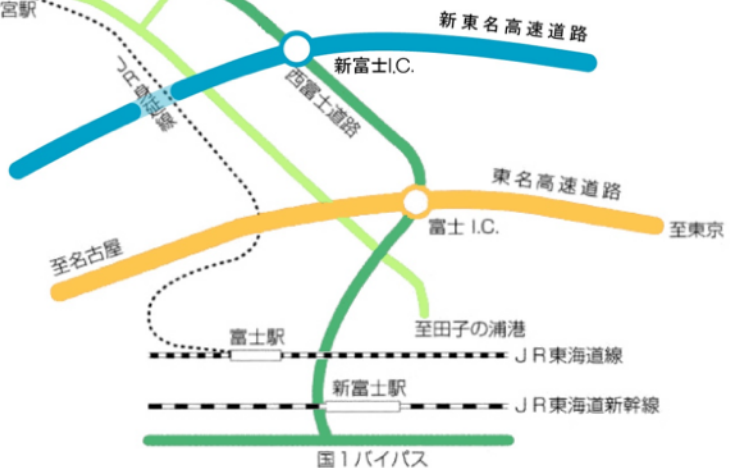 宮駅
新東名高速道路
新富士I.C.
JR身延線
西富士道路
東名高速道路
富士 I.C.
至東京
至名古屋
至田子の浦港
富士駅
JR東海道線
新富士駅
JR東海道新幹線
国1バイパス